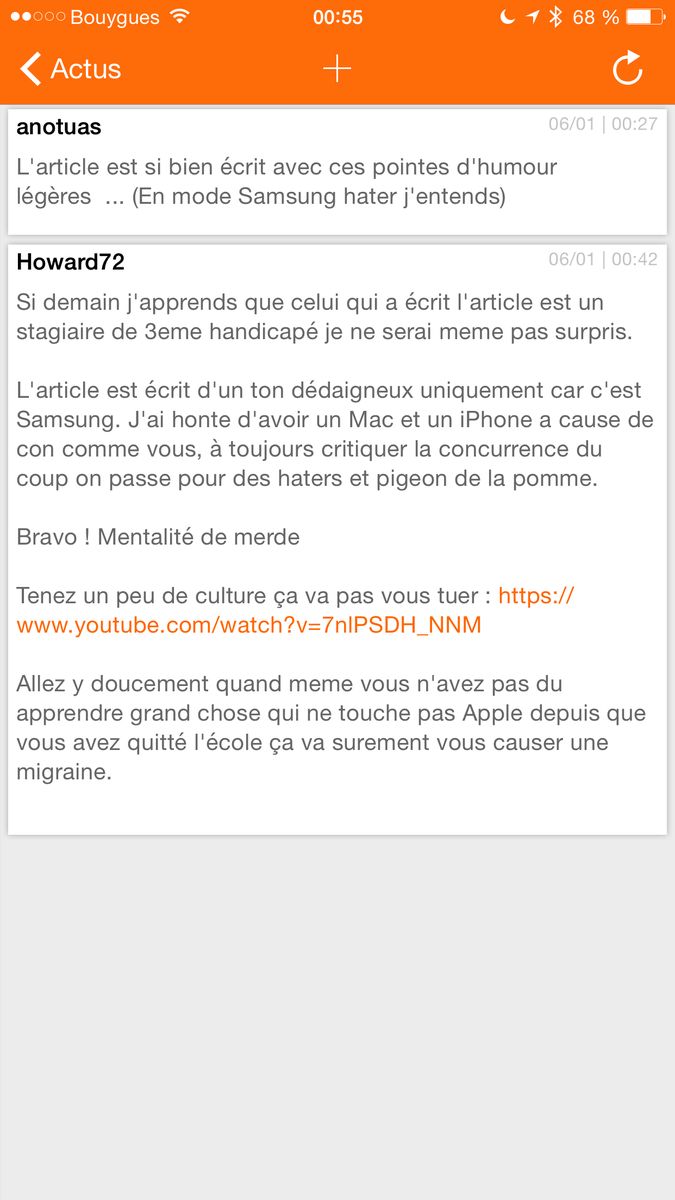 Bouygues 00:55 68 %
Actus
anotuas 06/01 | 00:27
L'article est si bien écrit avec ces pointes d'humour
légères ... (En mode Samsung hater j'entends)
Howard72 06/01 | 00:42
Si demain j'apprends que celui qui a écrit l'article est un
stagiaire de 3eme handicapé je ne serai meme pas surpris.
L'article est écrit d'un ton dédaigneux uniquement car c'est
Samsung. J'ai honte d'avoir un Mac et un iPhone a cause de
con comme vous, à toujours critiquer la concurrence du
coup on passe pour des haters et pigeon de la pomme.
Bravo ! Mentalité de merde
Tenez un peu de culture ça va pas vous tuer : https://
www.youtube.com/watch?v=7nlPSDH_NNM
Allez y doucement quand meme vous n'avez pas du
apprendre grand chose qui ne touche pas Apple depuis que
vous avez quitté l'école ça va surement vous causer une
migraine.